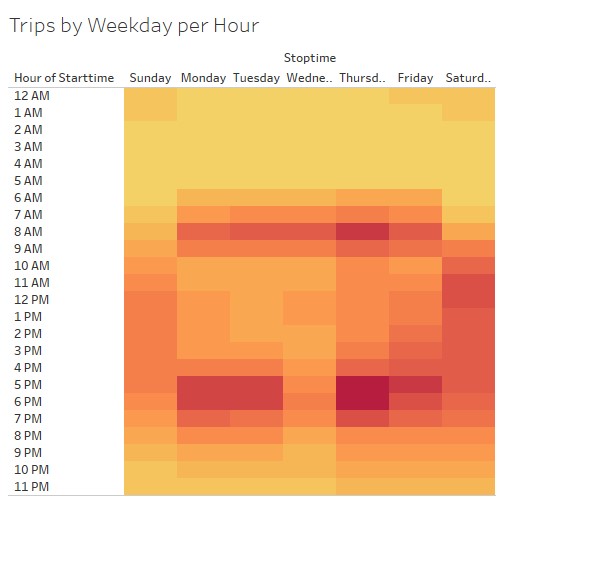 Trips by Weekday per Hour
Stoptime
Hour of Starttime Sunday Monday Tuesday Wedne.. Thursd.. Friday Saturd..
12 AM
1 AM
2 AM
3 AM
4 AM
5 AM
6 AM
7 AM
8 AM
9 AM
10 AM
11 AM
12 PM
1 PM
2 PM
3 PM
4 PM
5 PM
6 PM
7 PM
8 PM
9 PM
10 PM
11 PM